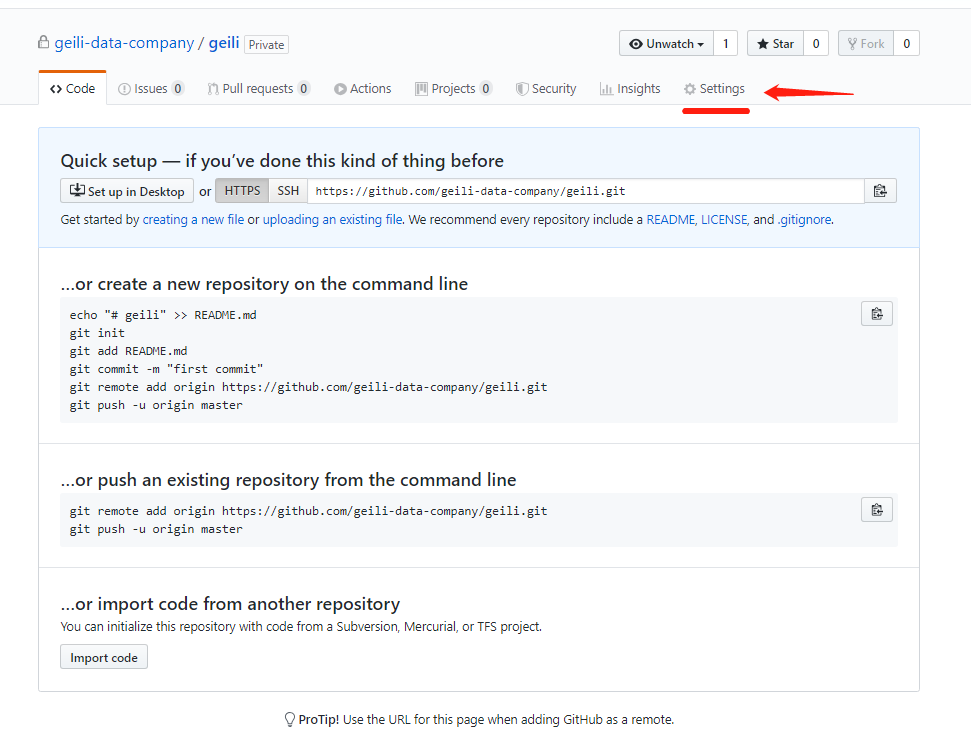 geili-data-company / geili Private
Unwatch 1 Star 0 Fork 0
Code Issues 0 Pull requests 0 Actions Projects 0 Security Insights Settings
Quick setup — if you’ve done this kind of thing before
Set up in Desktop or HTTPS SSH https://github.com/geili-data-company/geili.git
Get started by creating a new file or uploading an existing file. We recommend every repository include a README, LICENSE, and .gitignore.
…or create a new repository on the command line
echo "# geili" >> README.md
git init
git add README.md
git commit -m "first commit"
git remote add origin https://github.com/geili-data-company/geili.git
git push -u origin master
…or push an existing repository from the command line
git remote add origin https://github.com/geili-data-company/geili.git
git push -u origin master
…or import code from another repository
You can initialize this repository with code from a Subversion, Mercurial, or TFS project.
Import code
ProTip! Use the URL for this page when adding GitHub as a remote.